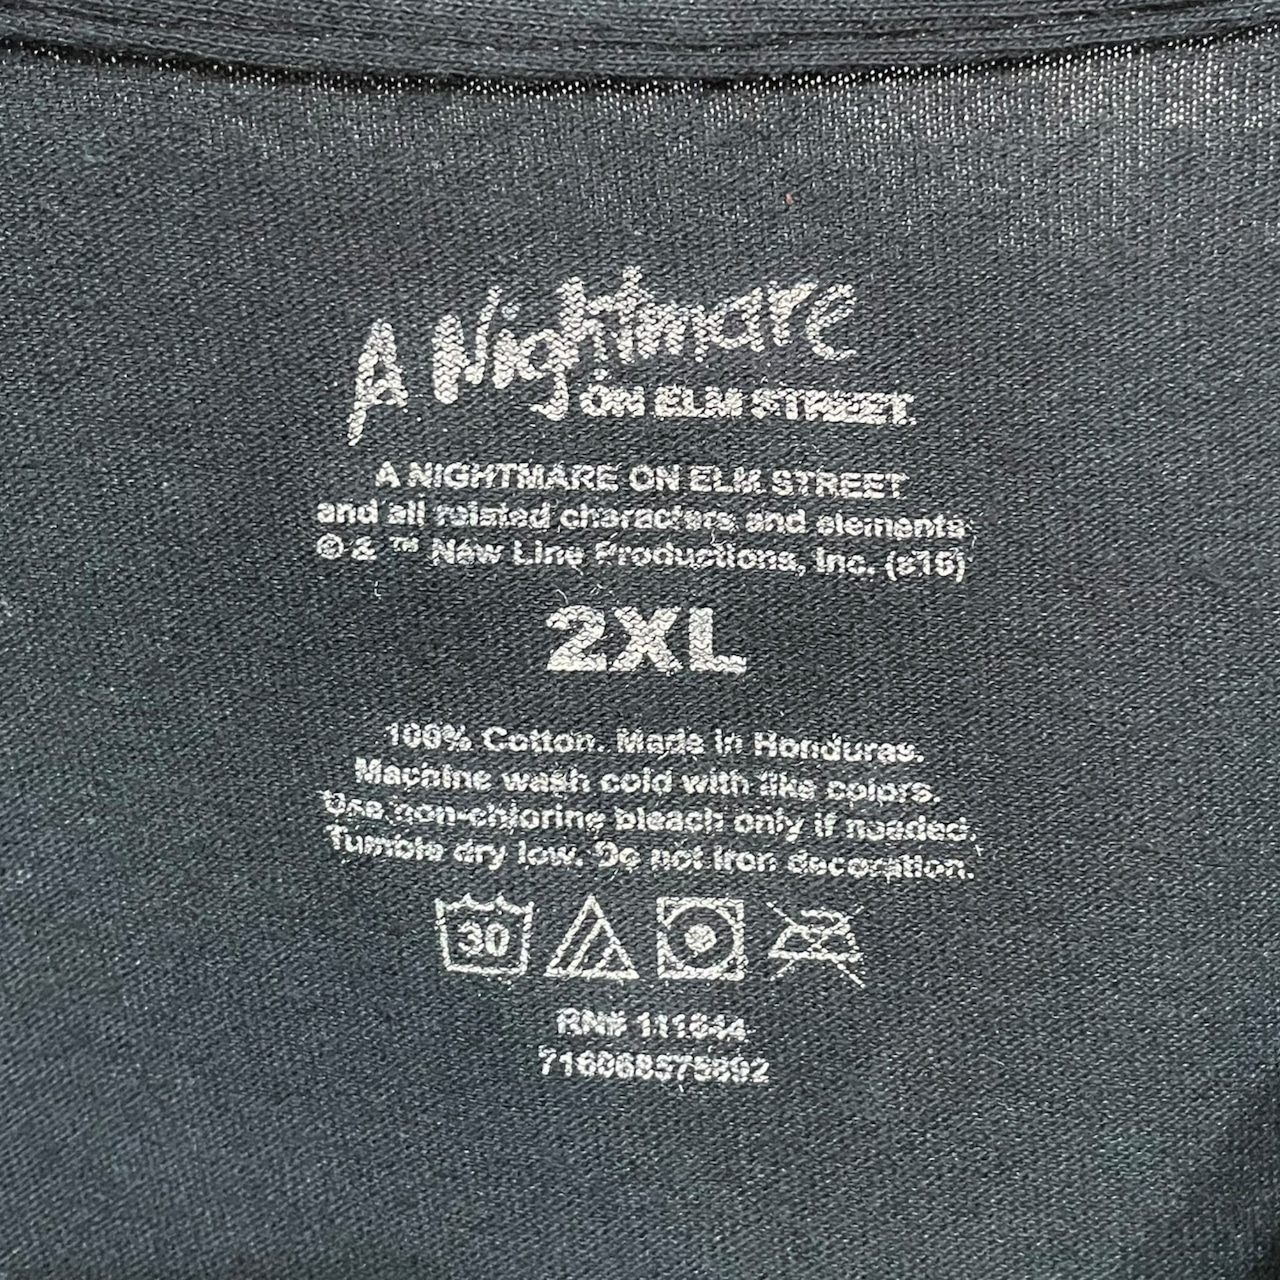 A Nightmare
ON ELM STREET
A NIGHTMARE ON ELM STREET
and all related characters and elements
© & ™ New Line Productions, Inc. (s16)
2XL
100% Cotton. Made in Honduras.
Machine wash cold with like colors.
Use non-chlorine bleach only if needed.
Tumble dry low. Do not iron decoration.
30
RN#